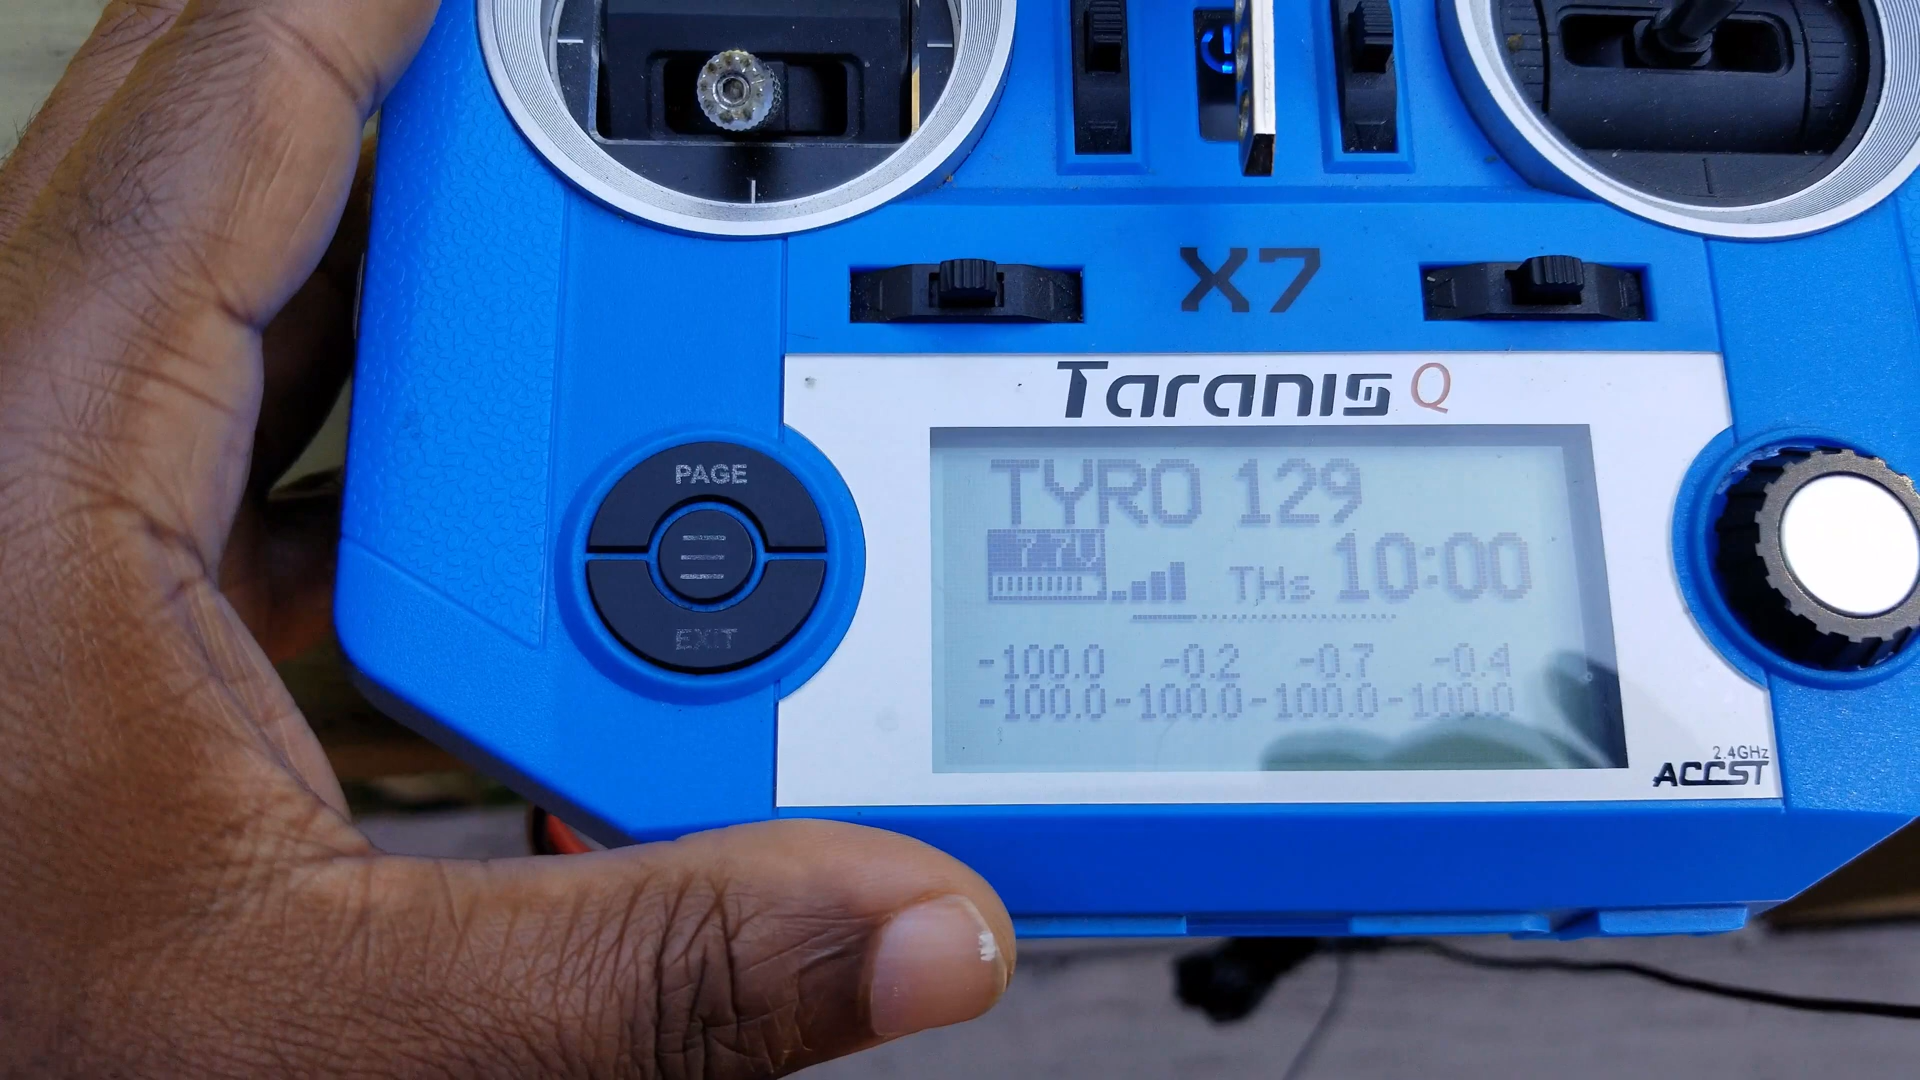 X7
Taranis Q
PAGE
EXIT
TYRO 129
7.7V
THs 10:00
-100.0 -0.2 -0.7 -0.4
-100.0 -100.0 -100.0 -100.0
2.4GHz
ACCST